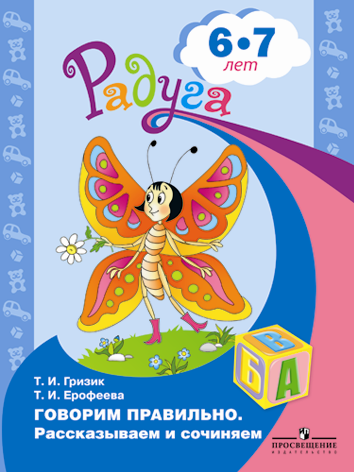 6•7
лет
Радуга
В
Б А
Т. И. Гризик
Т. И. Ерофеева
ГОВОРИМ ПРАВИЛЬНО.
Рассказываем и сочиняем
ПРОСВЕЩЕНИЕ
ИЗДАТЕЛЬСТВО